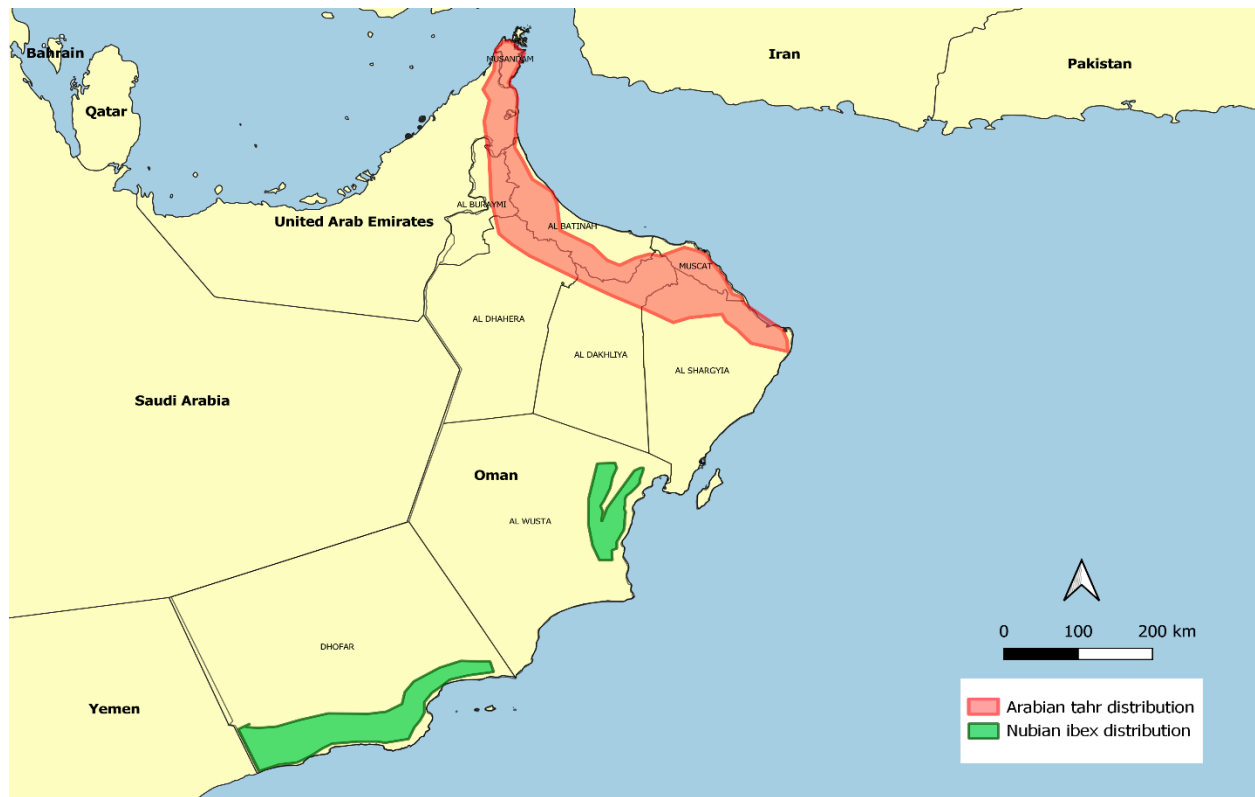 Bahrain
Qatar
Iran
Pakistan
MUSANDAM
United Arab Emirates
AL BURAYMI
AL BATINAH
MUSCAT
AL DHAHERA
AL DAKHLIYA
AL SHARGYIA
Saudi Arabia
Oman
AL WUSTA
DHOFAR
Yemen
0 100 200 km
Arabian tahr distribution
Nubian ibex distribution